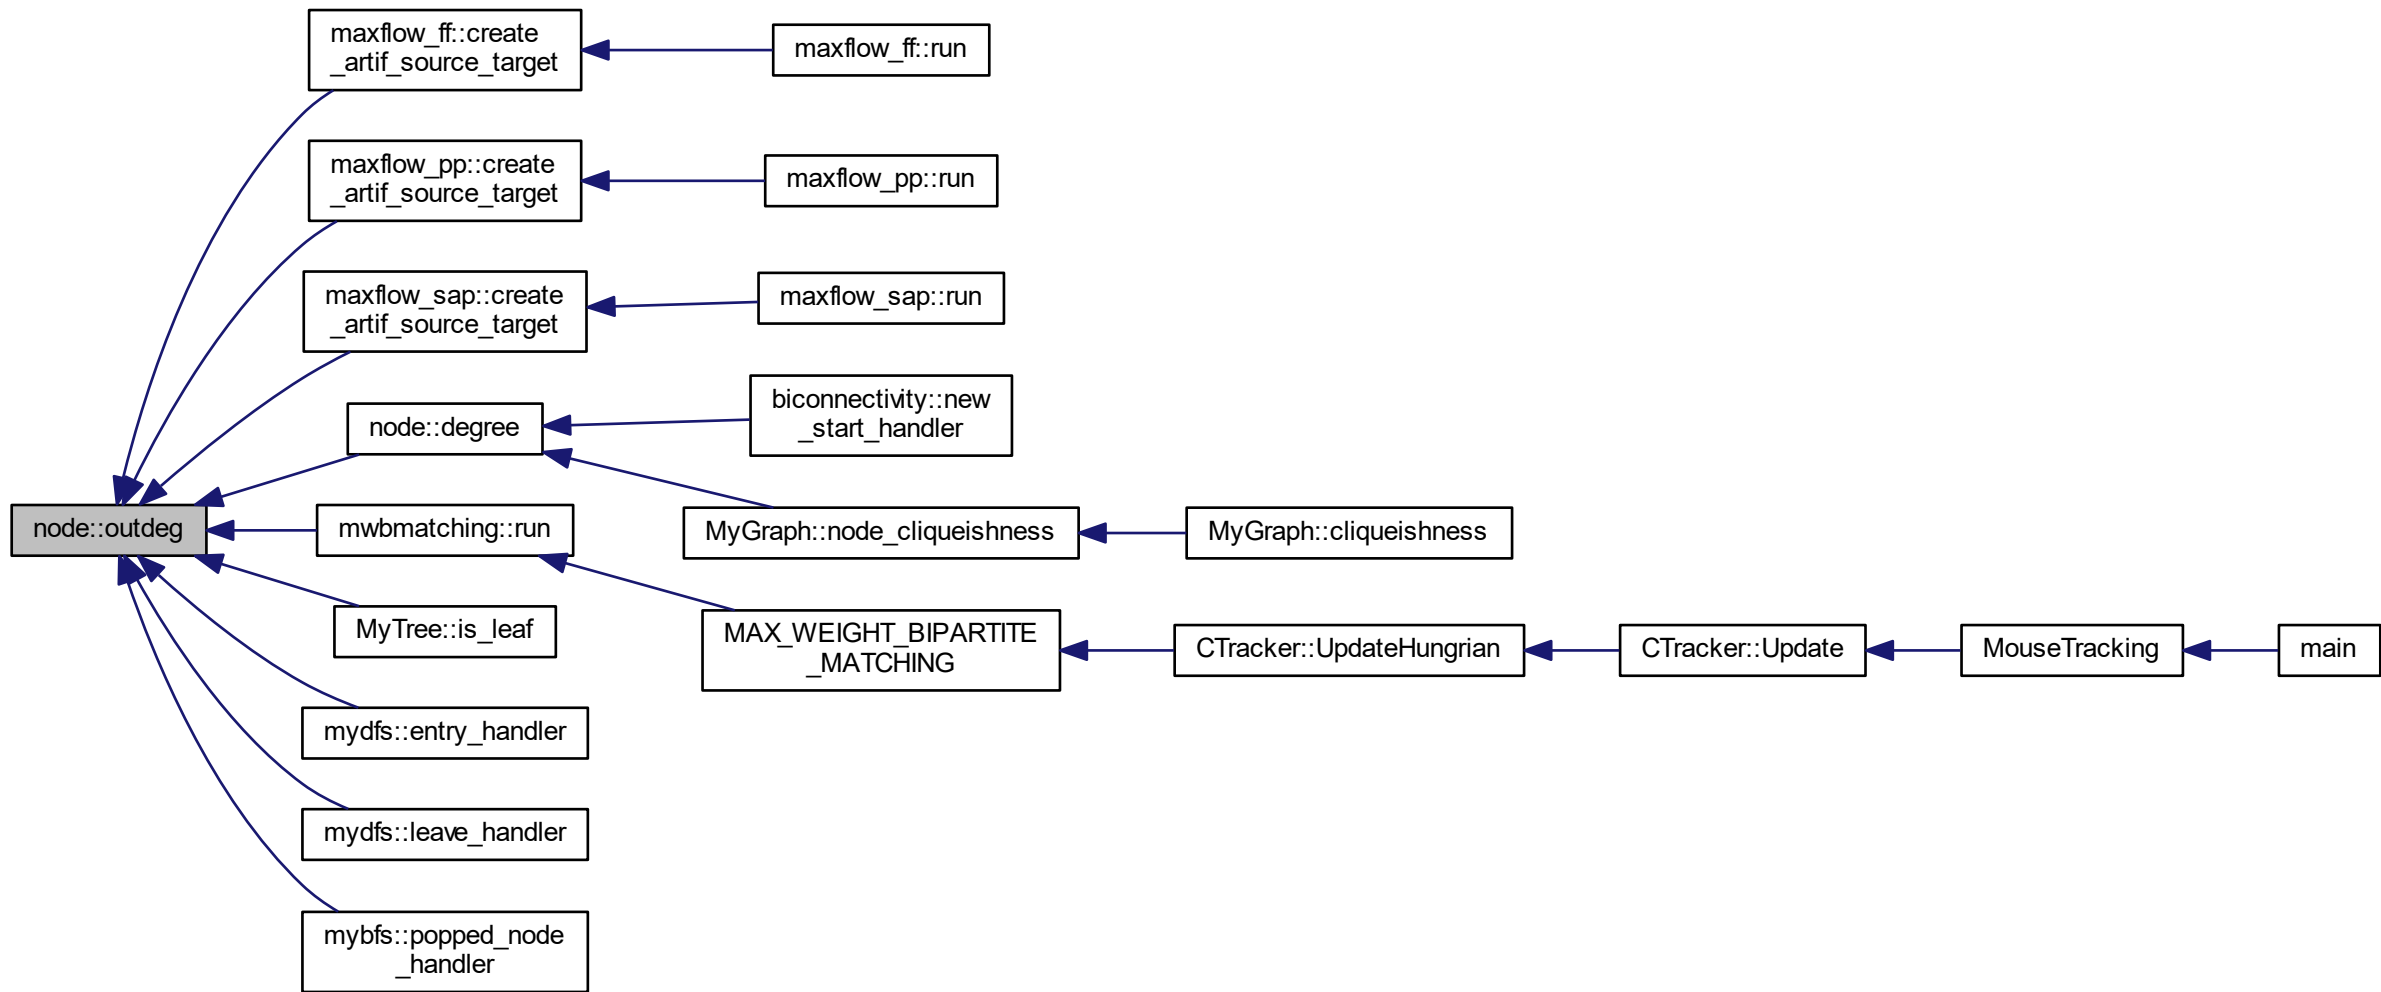 maxflow_ff::create
_artif_source_target
maxflow_ff::run
maxflow_pp::create
_artif_source_target
maxflow_pp::run
maxflow_sap::create
_artif_source_target
maxflow_sap::run
node::degree
biconnectivity::new
_start_handler
node::outdeg
mwbmatching::run
MyGraph::node_cliqueishness
MyGraph::cliqueishness
MyTree::is_leaf
MAX_WEIGHT_BIPARTITE
_MATCHING
CTracker::UpdateHungrian
CTracker::Update
MouseTracking
main
mydfs::entry_handler
mydfs::leave_handler
mybfs::popped_node
_handler